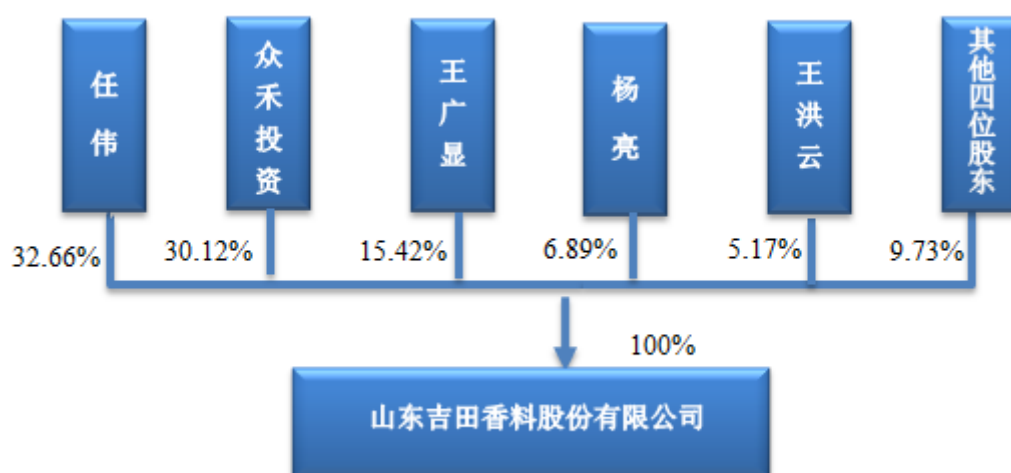 任伟
众禾投资
王广显
杨亮
王洪云
其他四位股东
32.66%
30.12%
15.42%
6.89%
5.17%
9.73%
100%
山东吉田香料股份有限公司